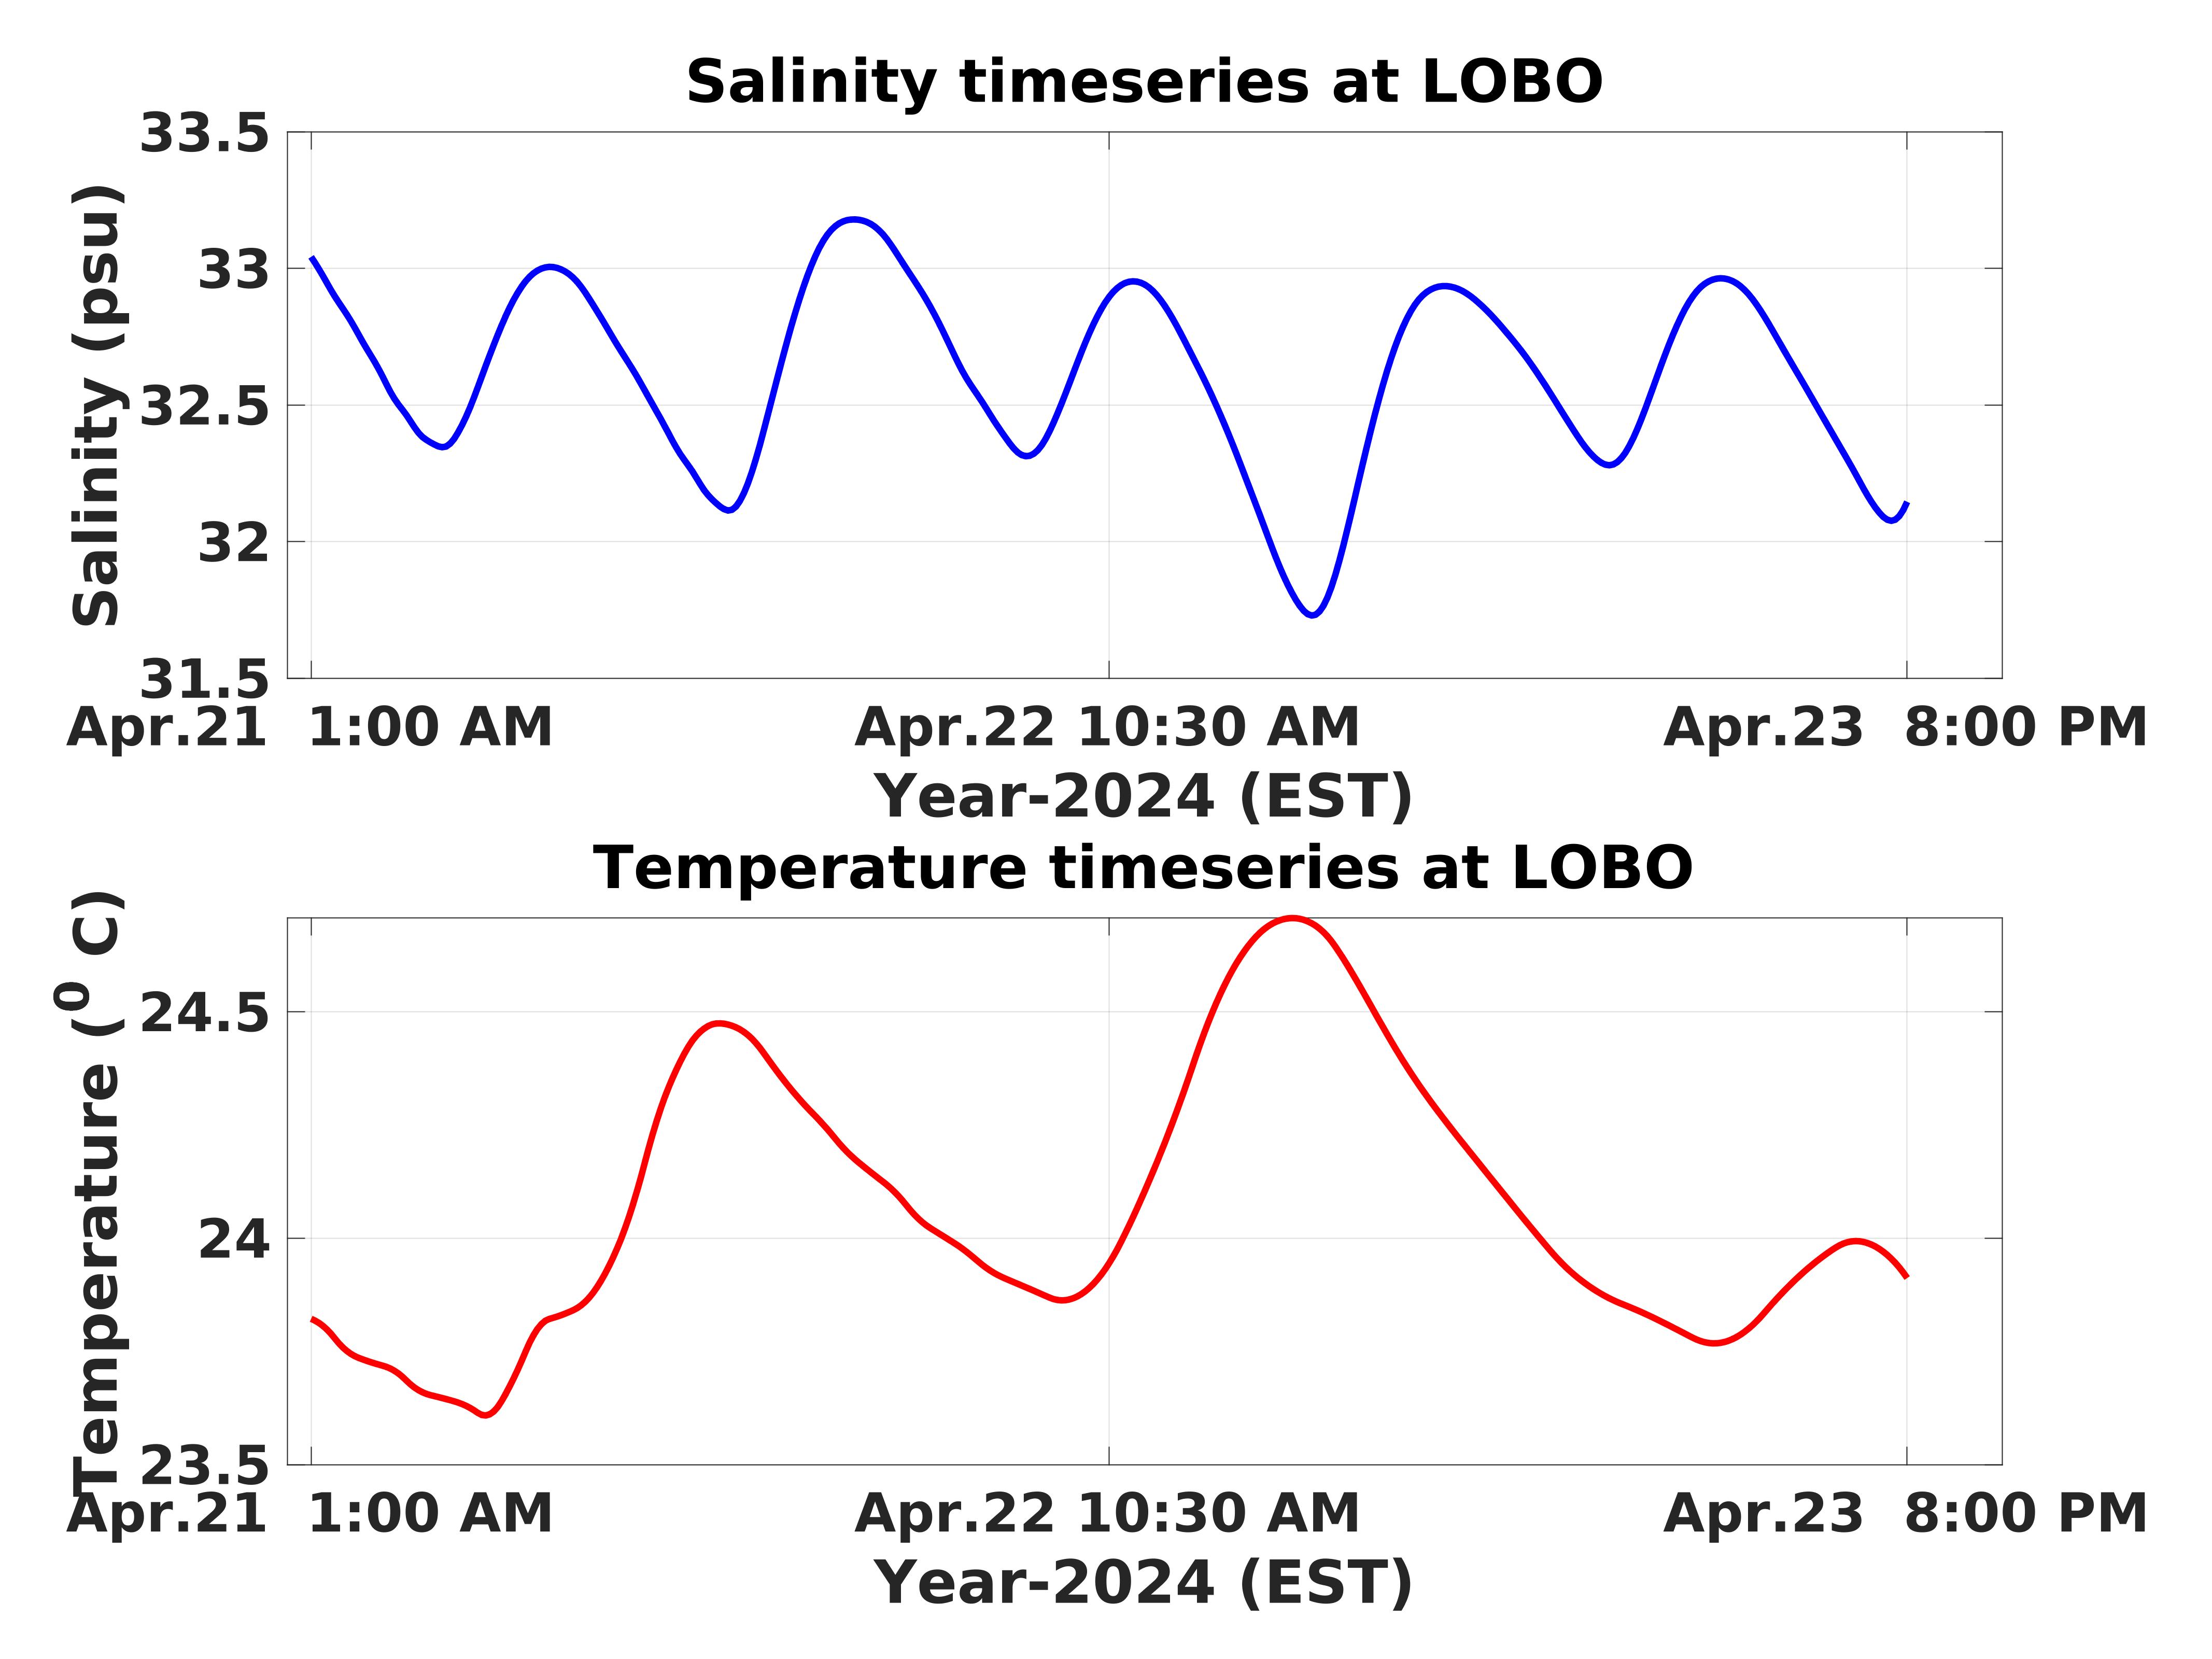 Salinity timeseries at LOBO
Salinity (psu)
33.5
33
32.5
32
31.5
Apr.21  1:00 AM
Apr.22 10:30 AM
Apr.23  8:00 PM
Year-2024 (EST)
Temperature timeseries at LOBO
Temperature (⁰ C)
24.5
24
23.5
Apr.21  1:00 AM
Apr.22 10:30 AM
Apr.23  8:00 PM
Year-2024 (EST)